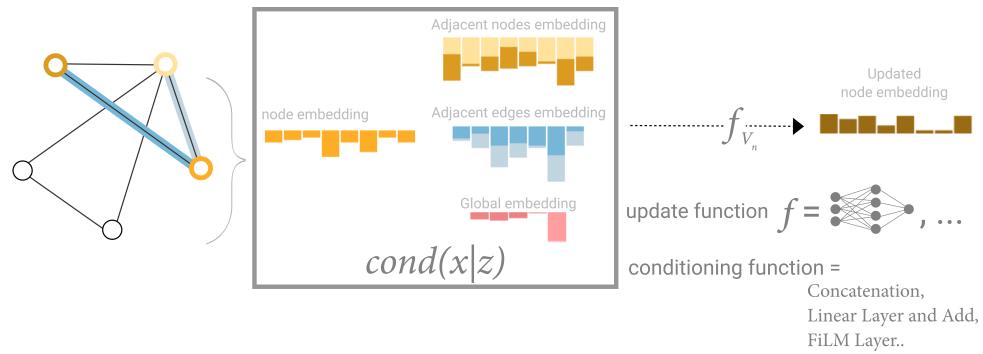 Adjacent nodes embedding
node embedding
Adjacent edges embedding
Global embedding
cond(x|z)
f Vn
Updated
node embedding
update function f = , ...
conditioning function =
Concatenation,
Linear Layer and Add,
FiLM Layer..